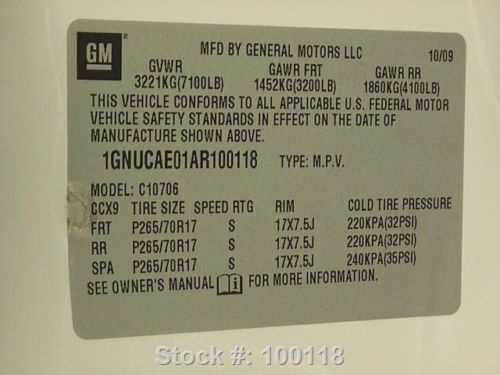 GM MFD BY GENERAL MOTORS LLC 10/09
GVWR GAWR FRT GAWR RR
3221KG(7100LB) 1452KG(3200LB) 1860KG(4100LB)
THIS VEHICLE CONFORMS TO ALL APPLICABLE U.S. FEDERAL MOTOR
VEHICLE SAFETY STANDARDS IN EFFECT ON THE DATE OF
MANUFACTURE SHOWN ABOVE.
1GNUCAE01AR100118 TYPE: M.P.V.
MODEL: C10706
CCX9 TIRE SIZE SPEED RTG RIM COLD TIRE PRESSURE
FRT P265/70R17 S 17X7.5J 220KPA(32PSI)
RR P265/70R17 S 17X7.5J 220KPA(32PSI)
SPA P265/70R17 S 17X7.5J 240KPA(35PSI)
SEE OWNER'S MANUAL FOR MORE INFORMATION.
Stock #: 100118